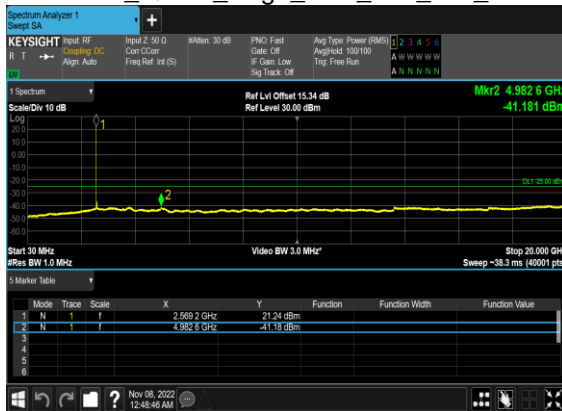 Spectrum Analyzer 1
Swept SA
+
KEYSIGHT Input: RF Input Z: 50 Ω #Atten: 30 dB PNO: Fast Avg Type: Power (RMS) 1 2 3 4 5 6
R T Coupling: DC Corr CCorr Gate: Off Avg|Hold: 100/100 A W W W W W
Align: Auto Freq Ref: Int (S) IF Gain: Low Trig: Free Run
Sig Track: Off A N N N N N
1 Spectrum Ref Lvl Offset 15.34 dB Mkr2 4.982 6 GHz
Scale/Div 10 dB Ref Level 30.00 dBm -41.181 dBm
Log
20.0
10.0
0.00
-10.0
-20.0
-30.0
-40.0
-50.0
-60.0
1
2
DL1 -25.00 dBm
Start 30 MHz Video BW 3.0 MHz* Stop 20.000 GHz
#Res BW 1.0 MHz Sweep ~38.3 ms (40001 pts)
5 Marker Table
Mode Trace Scale X Y Function Function Width Function Value
1 N 1 f 2.569 2 GHz 21.24 dBm
2 N 1 f 4.982 6 GHz -41.18 dBm
3
4
5
6
? Nov 08, 2022
12:48:46 AM